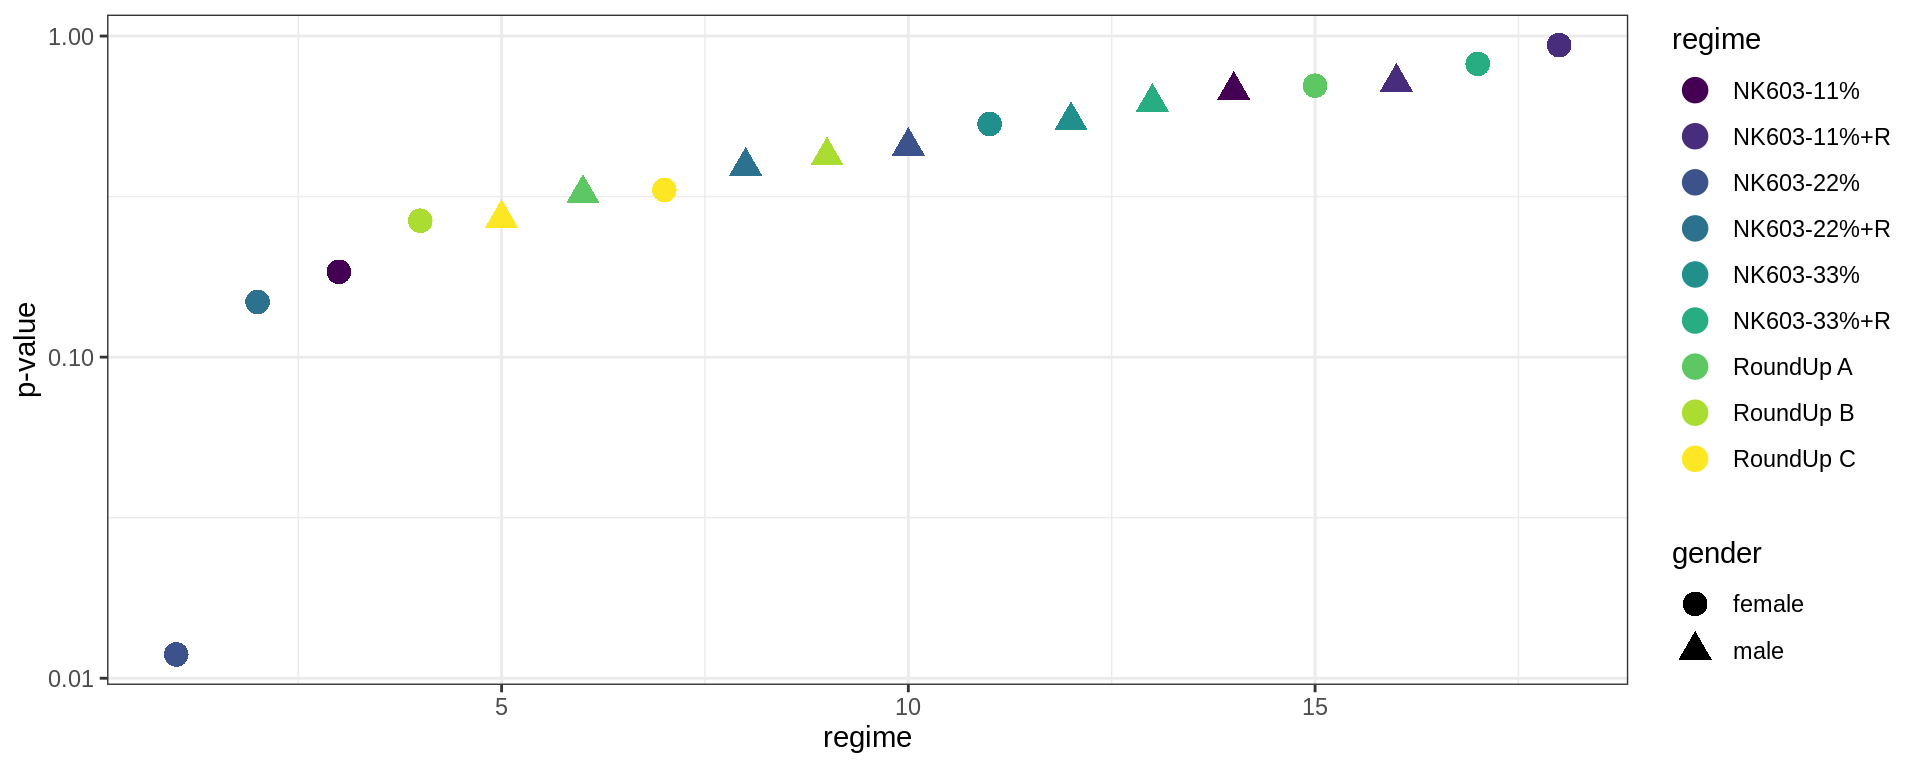 1.00
0.10
0.01
p-value
5
10
15
regime
regime
NK603-11%
NK603-11%+R
NK603-22%
NK603-22%+R
NK603-33%
NK603-33%+R
RoundUp A
RoundUp B
RoundUp C
gender
female
male